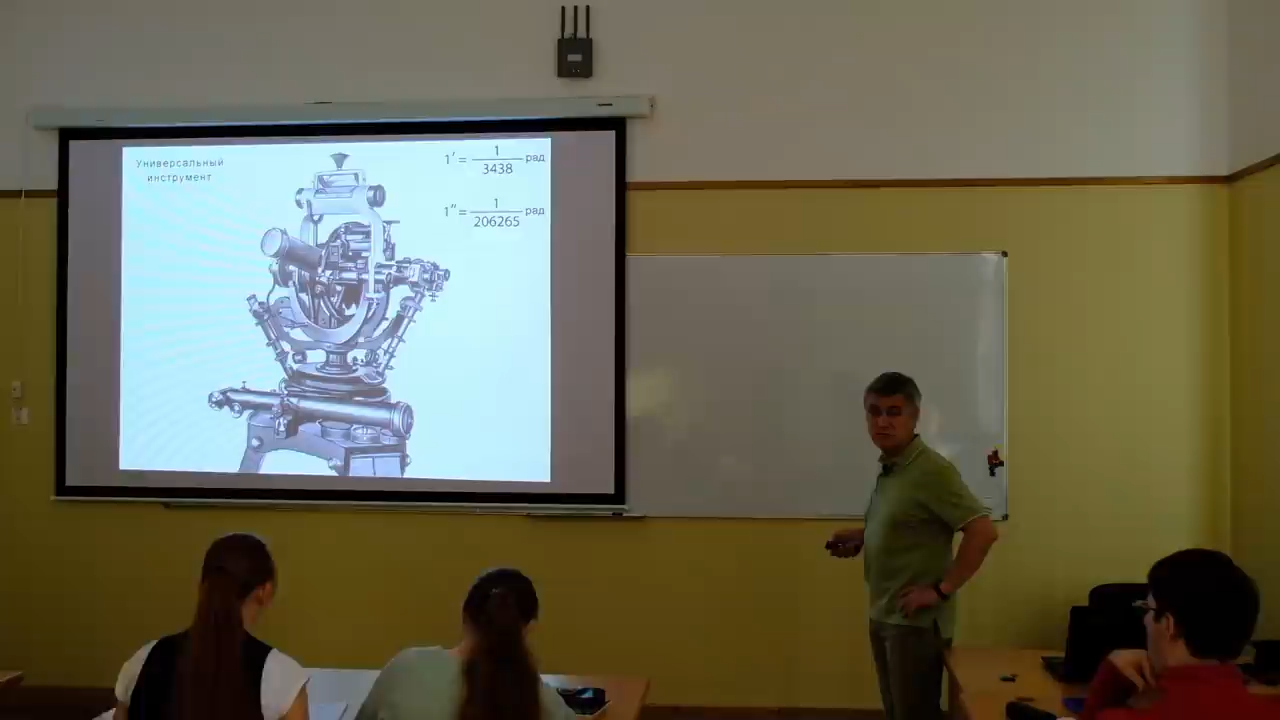 Универсальный
инструмент
1′ = 1/3438 рад
1″ = 1/206265 рад